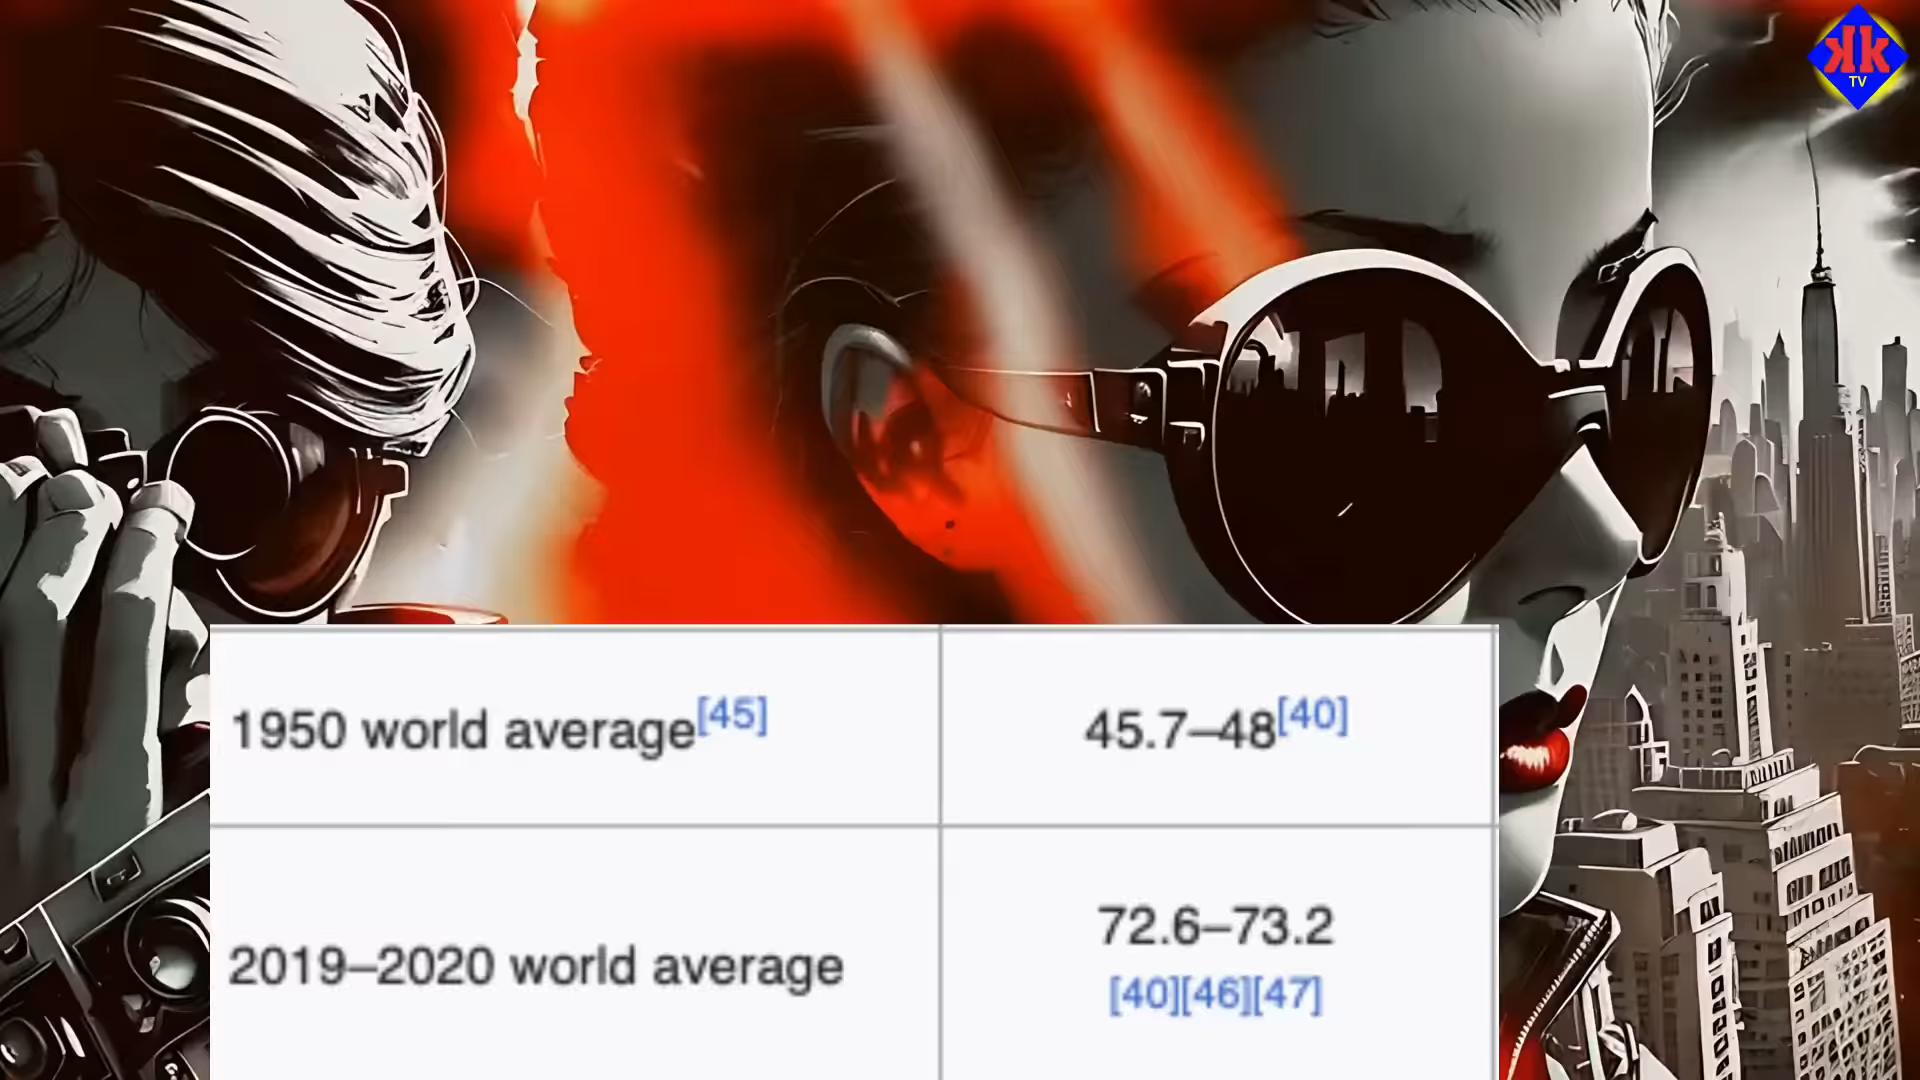 kk
TV
1950 world average[45]
45.7–48[40]
2019–2020 world average
72.6–73.2
[40][46][47]